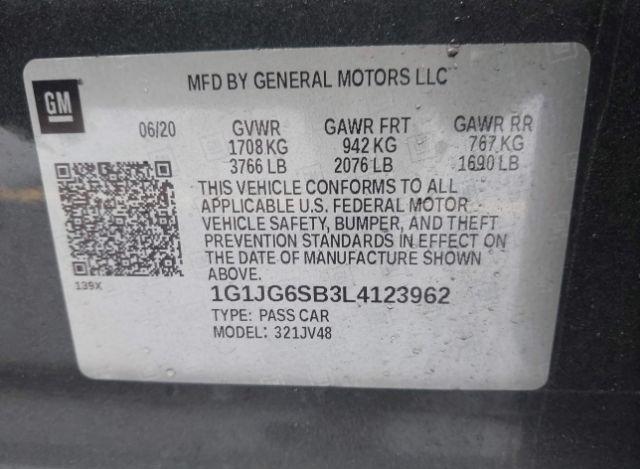 GM
MFD BY GENERAL MOTORS LLC
06/20 GVWR GAWR FRT GAWR RR
1708 KG 942 KG 767 KG
3766 LB 2076 LB 1690 LB
THIS VEHICLE CONFORMS TO ALL
APPLICABLE U.S. FEDERAL MOTOR
VEHICLE SAFETY, BUMPER, AND THEFT
PREVENTION STANDARDS IN EFFECT ON
THE DATE OF MANUFACTURE SHOWN
ABOVE.
139X
1G1JG6SB3L4123962
TYPE: PASS CAR
MODEL: 321JV48